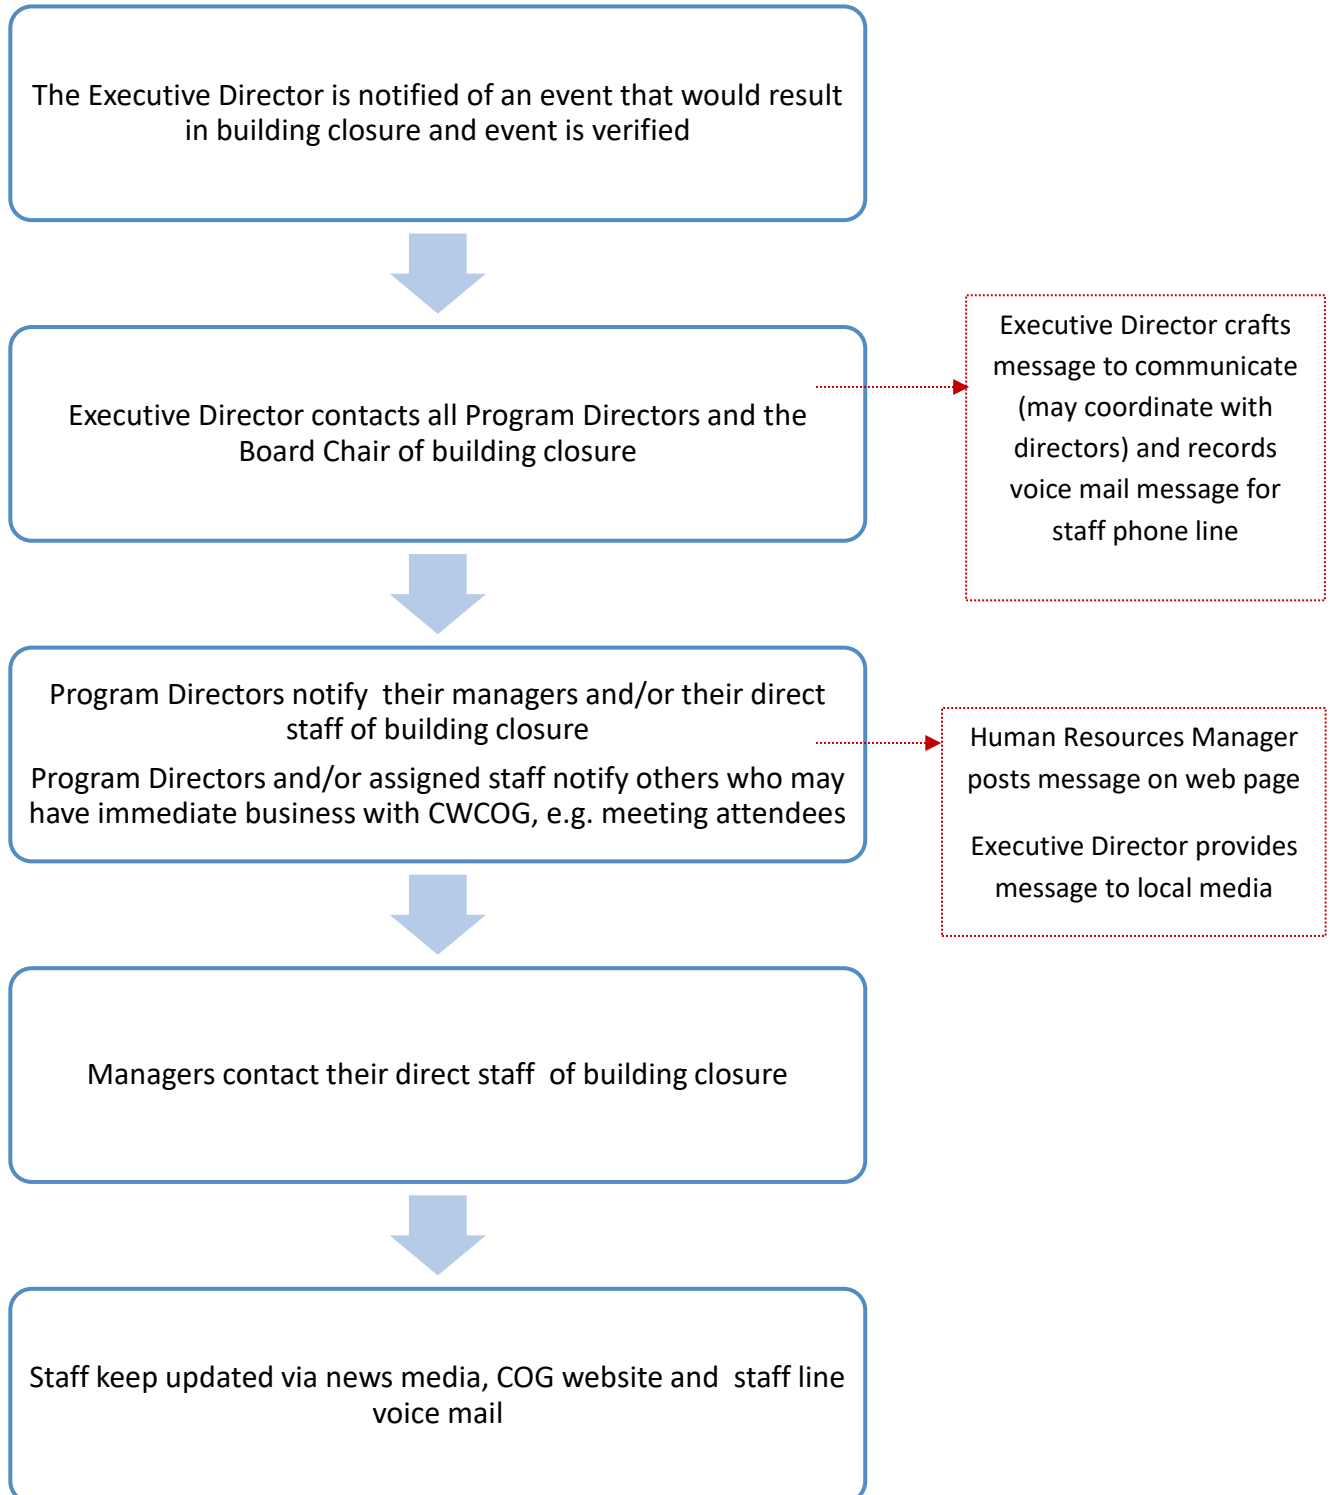 The Executive Director is notified of an event that would result
in building closure and event is verified
Executive Director contacts all Program Directors and the
Board Chair of building closure
Executive Director crafts
message to communicate
(may coordinate with
directors) and records
voice mail message for
staff phone line
Program Directors notify  their managers and/or their direct
staff of building closure
Program Directors and/or assigned staff notify others who may
have immediate business with CWCOG, e.g. meeting attendees
Human Resources Manager
posts message on web page
Executive Director provides
message to local media
Managers contact their direct staff  of building closure
Staff keep updated via news media, COG website and  staff line
voice mail